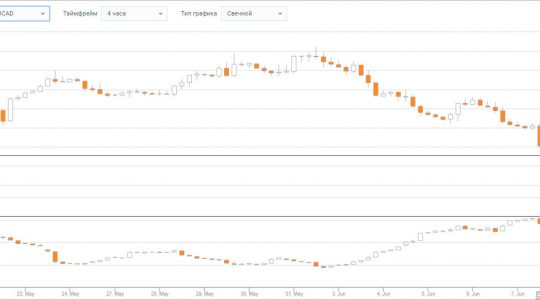 CAD Таймфрейм 4 часа Тип графика Свечной
23. May 24. May 27. May 28. May 29. May 30. May 31. May 3. Jun 4. Jun 5. Jun 6. Jun 7. Jun